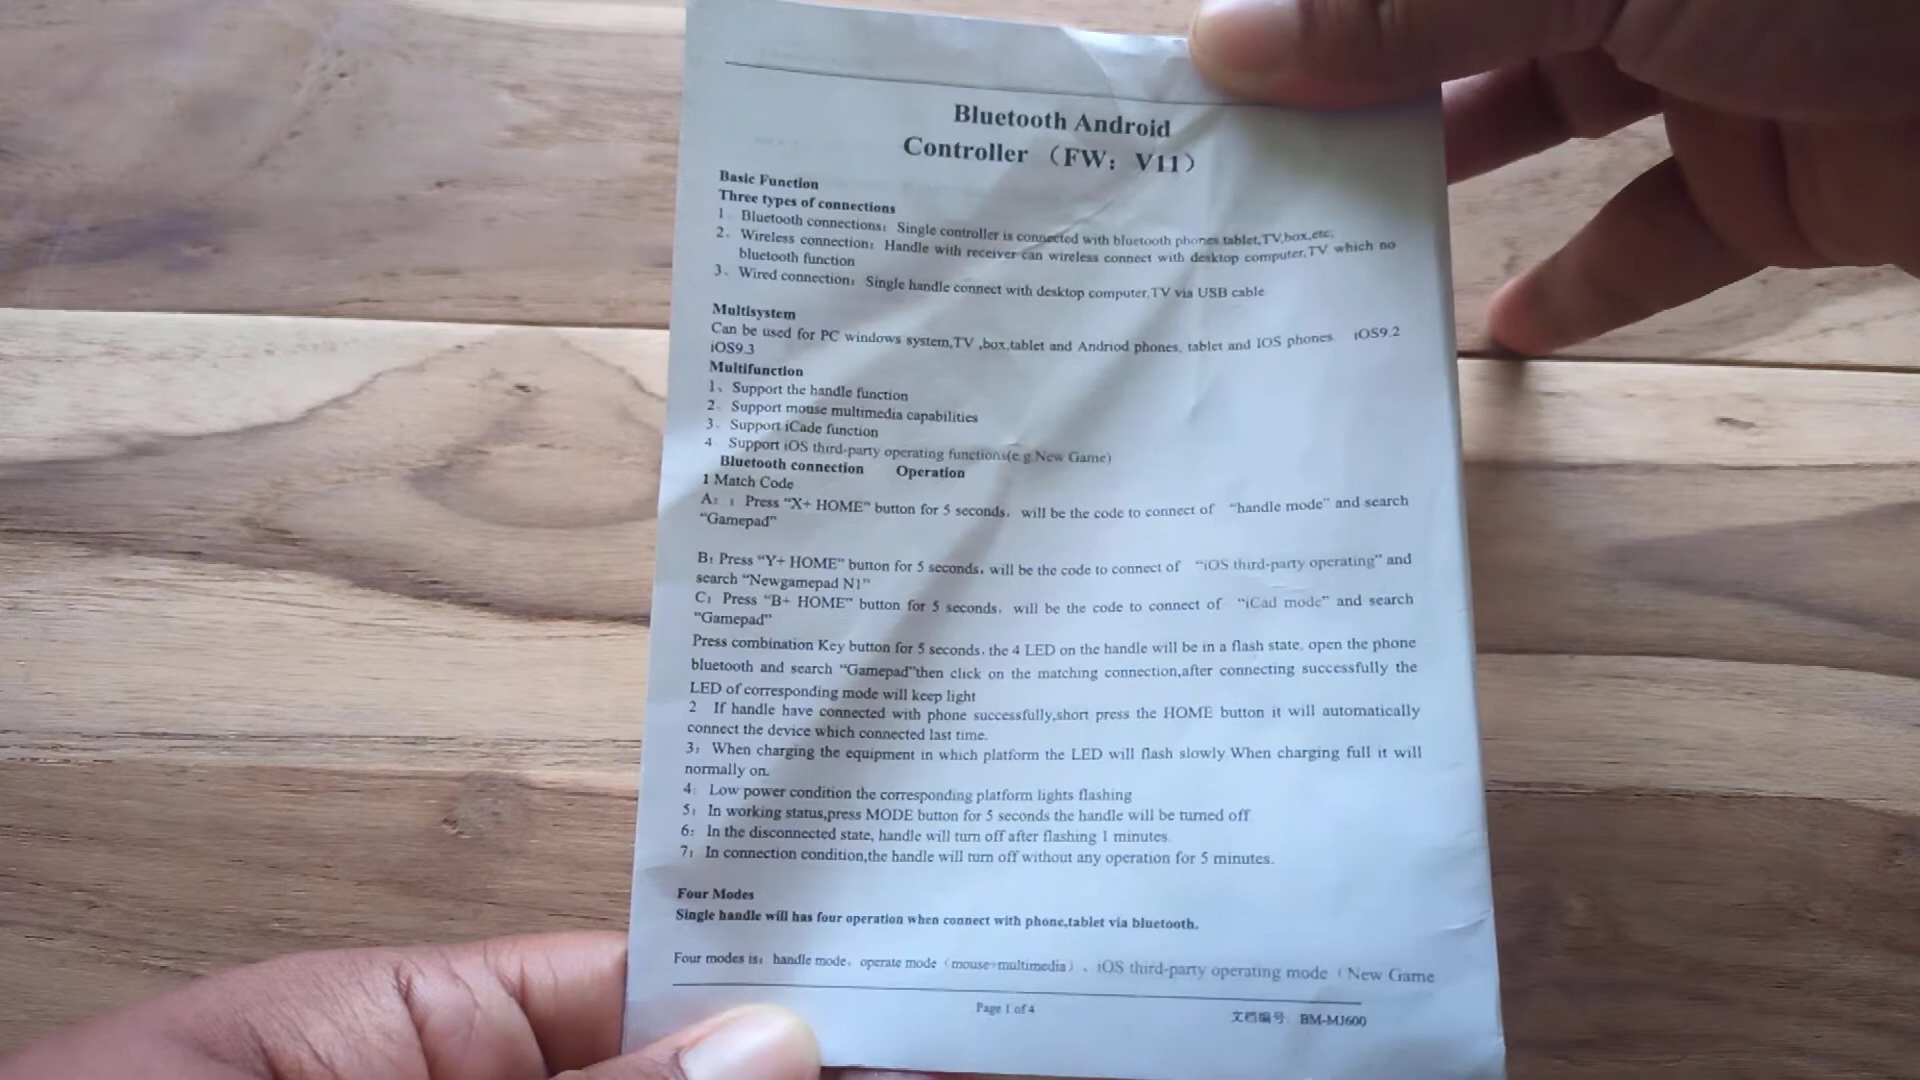 Bluetooth Android
Controller （FW：V11）
Basic Function
Three types of connections
1、Bluetooth connections：Single controller is connected with bluetooth phones,tablet,TV,box,etc.
2、Wireless connection：Handle with receiver can wireless connect with desktop computer,TV which no
bluetooth function
3、Wired connection：Single handle connect with desktop computer,TV via USB cable
Multisystem
Can be used for PC windows system,TV ,box,tablet and Andriod phones, tablet and IOS phones iOS9.2
iOS9.3
Multifunction
1、Support the handle function
2、Support mouse multimedia capabilities
3、Support iCade function
4 Support iOS third-party operating functions(e.g.New Game)
Bluetooth connection Operation
1 Match Code
A：：Press “X+ HOME” button for 5 seconds，will be the code to connect of “handle mode” and search
“Gamepad”
B：Press “Y+ HOME” button for 5 seconds，will be the code to connect of “iOS third-party operating” and
search “Newgamepad N1”
C：Press “B+ HOME” button for 5 seconds，will be the code to connect of “iCad mode” and search
“Gamepad”
Press combination Key button for 5 seconds，the 4 LED on the handle will be in a flash state, open the phone
bluetooth and search “Gamepad”then click on the matching connection,after connecting successfully the
LED of corresponding mode will keep light
2 If handle have connected with phone successfully,short press the HOME button it will automatically
connect the device which connected last time.
3：When charging the equipment in which platform the LED will flash slowly When charging full it will
normally on.
4：Low power condition the corresponding platform lights flashing
5：In working status,press MODE button for 5 seconds the handle will be turned off
6：In the disconnected state, handle will turn off after flashing 1 minutes.
7：In connection condition,the handle will turn off without any operation for 5 minutes.
Four Modes
Single handle will has four operation when connect with phone,tablet via bluetooth.
Four modes is：handle mode、operate mode（mouse+multimedia）、iOS third-party operating mode（New Game
Page 1 of 4
文档编号：BM-MJ600